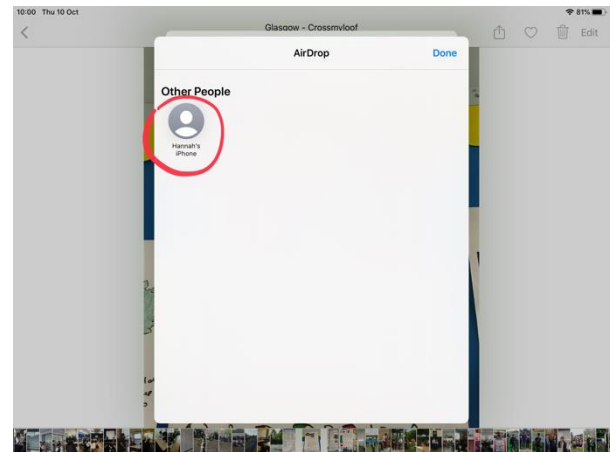 10:00 Thu 10 Oct
81%
Glasgow - Crossmyloof
Edit
AirDrop
Done
Other People
Hannah's
iPhone